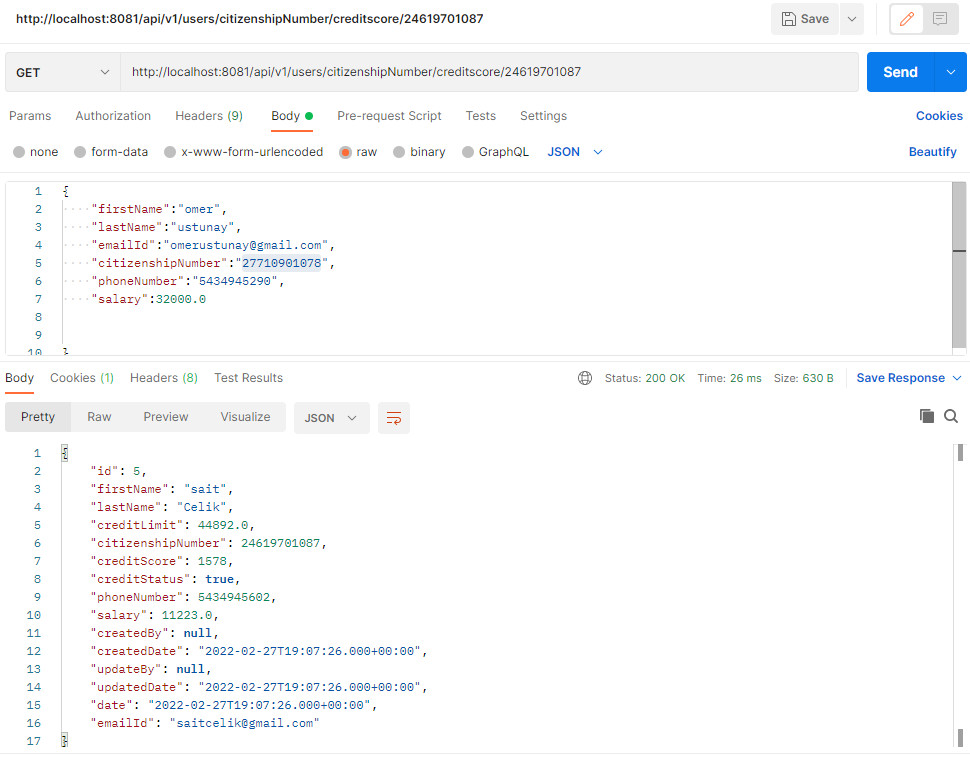 http://localhost:8081/api/v1/users/citizenshipNumber/creditscore/24619701087 Save
GET http://localhost:8081/api/v1/users/citizenshipNumber/creditscore/24619701087 Send
Params Authorization Headers (9) Body Pre-request Script Tests Settings Cookies
none form-data x-www-form-urlencoded raw binary GraphQL JSON Beautify
1 {
2 "firstName":"omer",
3 "lastName":"ustunay",
4 "emailId":"omerustunay@gmail.com",
5 "citizenshipNumber":"27710901078",
6 "phoneNumber":"5434945290",
7 "salary":32000.0
8
9
10 }
Body Cookies (1) Headers (8) Test Results Status: 200 OK Time: 26 ms Size: 630 B Save Response
Pretty Raw Preview Visualize JSON
1 {
2 "id": 5,
3 "firstName": "sait",
4 "lastName": "Celik",
5 "creditLimit": 44892.0,
6 "citizenshipNumber": 24619701087,
7 "creditScore": 1578,
8 "creditStatus": true,
9 "phoneNumber": 5434945602,
10 "salary": 11223.0,
11 "createdBy": null,
12 "createdDate": "2022-02-27T19:07:26.000+00:00",
13 "updateBy": null,
14 "updatedDate": "2022-02-27T19:07:26.000+00:00",
15 "date": "2022-02-27T19:07:26.000+00:00",
16 "emailId": "saitcelik@gmail.com"
17 }